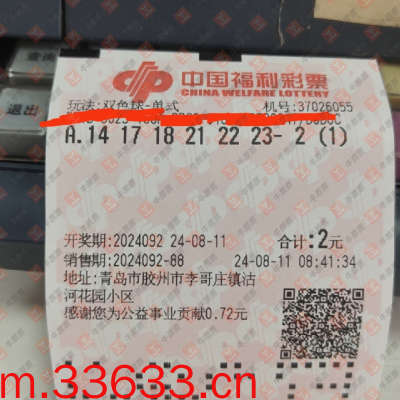 中国福利彩票
CHINA WELFARE LOTTERY
退出
玩法:双色球-单式 机号:37026055
A.14 17 18 21 22 23- 2 (1)
开奖期:2024092 24-08-11 合计:2元
销售期:2024092-88 24-08-11 08:41:34
地址:青岛市胶州市李哥庄镇沽
河花园小区
感谢您为公益事业贡献0.72元
m.33633.cn